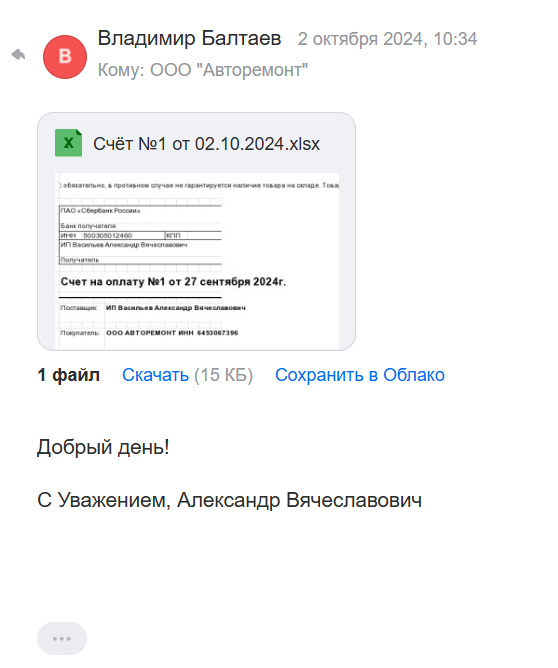 Владимир Балтаев 2 октября 2024, 10:34
В
Кому: ООО "Авторемонт"
X Счёт №1 от 02.10.2024.xlsx
обязательно, в противном случае не гарантируется наличие товара на складе. Това
ПАО «Сбербанк России»
Банк получателя
ИНН 500305012460 КПП
ИП Васильев Александр Вячеславович
Получатель
Счет на оплату №1 от 27 сентября 2024г.
Поставщик: ИП Васильев Александр Вячеславович
Покупатель: ООО АВТОРЕМОНТ ИНН 6453067396
1 файл Скачать (15 КБ) Сохранить в Облако
Добрый день!
С Уважением, Александр Вячеславович